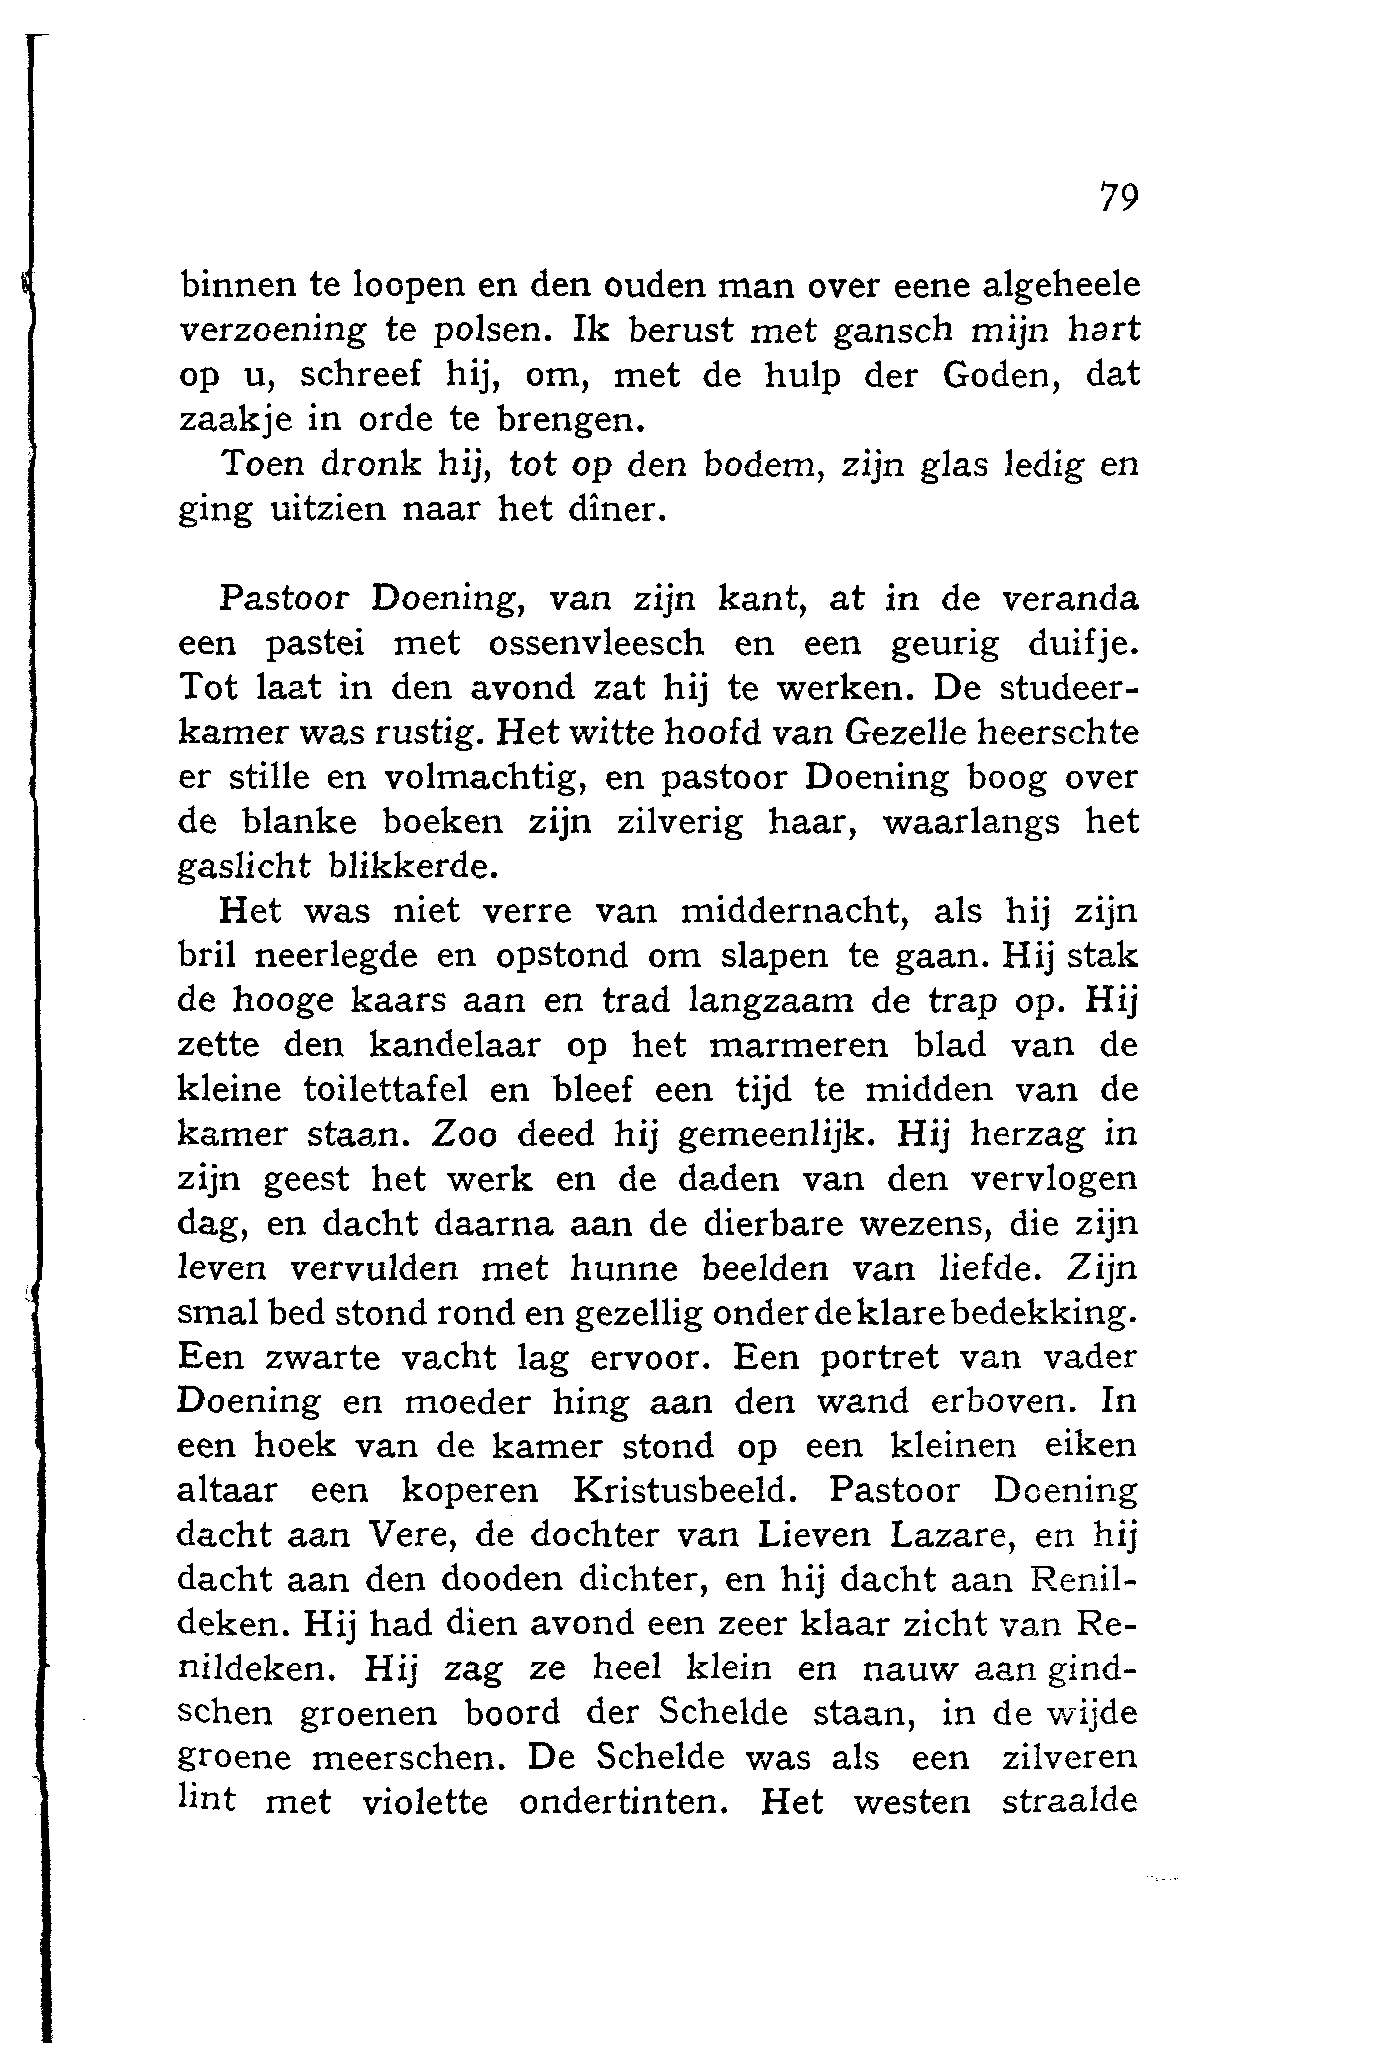 79
binnen te loopen en den ouden man over eene algeheele
verzoening te polsen. Ik berust met gansch mijn hart
op u, schreef hij, om, met de hulp der Goden, dat
zaakje in orde te brengen.
Toen dronk hij, tot op den bodem, zijn glas ledig en
ging uitzien naar het dîner.
Pastoor Doening, van zijn kant, at in de veranda
een pastei met ossenvleesch en een geurig duifje.
Tot laat in den avond zat hij te werken. De studeer-
kamer was rustig. Het witte hoofd van Gezelle heerschte
er stille en volmachtig, en pastoor Doening boog over
de blanke boeken zijn zilverig haar, waarlangs het
gaslicht blikkerde.
Het was niet verre van middernacht, als hij zijn
bril neerlegde en opstond om slapen te gaan. Hij stak
de hooge kaars aan en trad langzaam de trap op. Hij
zette den kandelaar op het marmeren blad van de
kleine toilettafel en bleef een tijd te midden van de
kamer staan. Zoo deed hij gemeenlijk. Hij herzag in
zijn geest het werk en de daden van den vervlogen
dag, en dacht daarna aan de dierbare wezens, die zijn
leven vervulden met hunne beelden van liefde. Zijn
smal bed stond rond en gezellig onder de klare bedekking.
Een zwarte vacht lag ervoor. Een portret van vader
Doening en moeder hing aan den wand erboven. In
een hoek van de kamer stond op een kleinen eiken
altaar een koperen Kristusbeeld. Pastoor Doening
dacht aan Vere, de dochter van Lieven Lazare, en hij
dacht aan den dooden dichter, en hij dacht aan Renil-
deken. Hij had dien avond een zeer klaar zicht van Re-
nildeken. Hij zag ze heel klein en nauw aan gind-
schen groenen boord der Schelde staan, in de wijde
groene meerschen. De Schelde was als een zilveren
lint met violette ondertinten. Het westen straalde